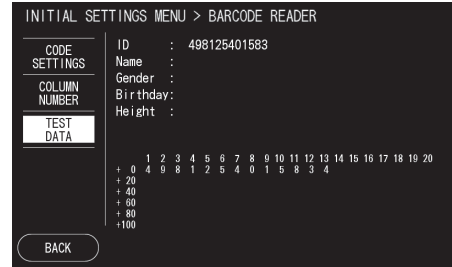 INITIAL SETTINGS MENU > BARCODE READER
CODE
SETTINGS
COLUMN
NUMBER
TEST
DATA
ID : 498125401583
Name :
Gender :
Birthday:
Height :
1 2 3 4 5 6 7 8 9 10 11 12 13 14 15 16 17 18 19 20
+ 0 4 9 8 1 2 5 4 0 1 5 8 3 4
+ 20
+ 40
+ 60
+ 80
+100
BACK